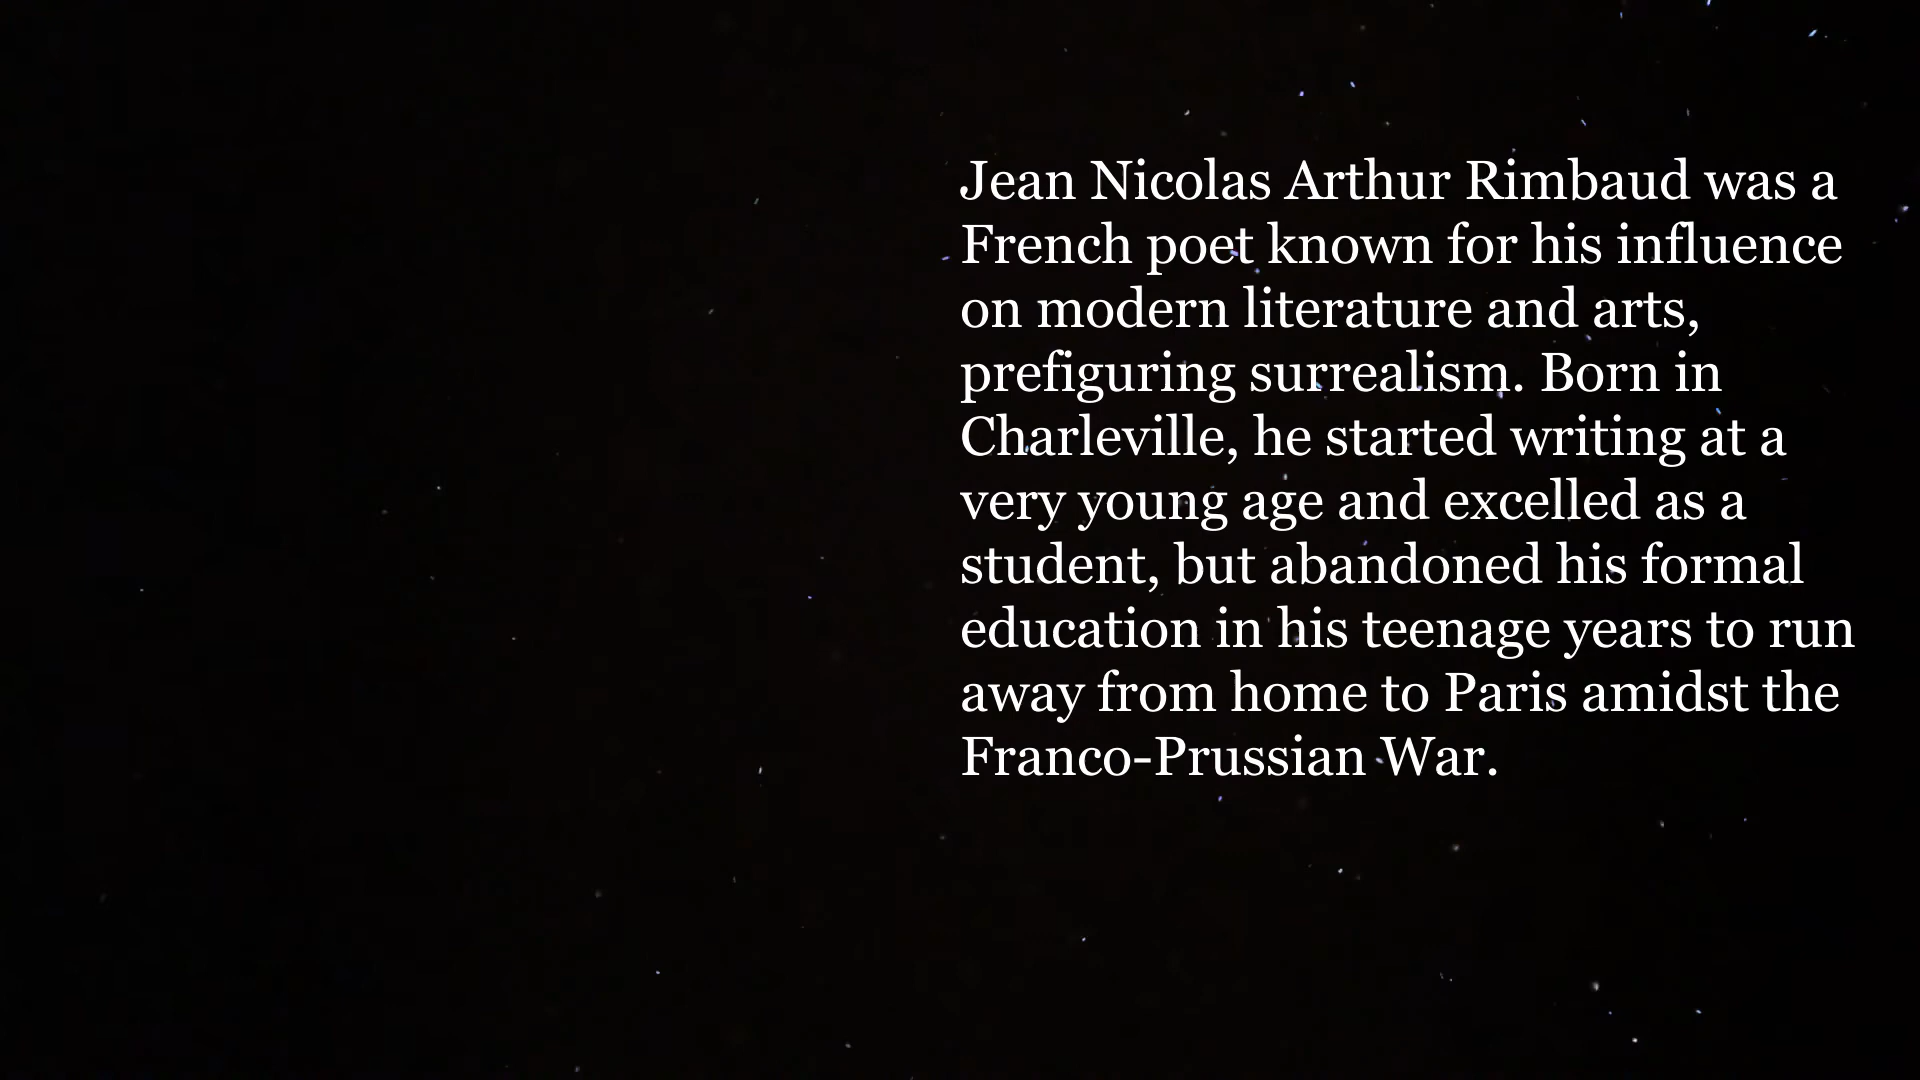 Jean Nicolas Arthur Rimbaud was a
French poet known for his influence
on modern literature and arts,
prefiguring surrealism. Born in
Charleville, he started writing at a
very young age and excelled as a
student, but abandoned his formal
education in his teenage years to run
away from home to Paris amidst the
Franco-Prussian War.